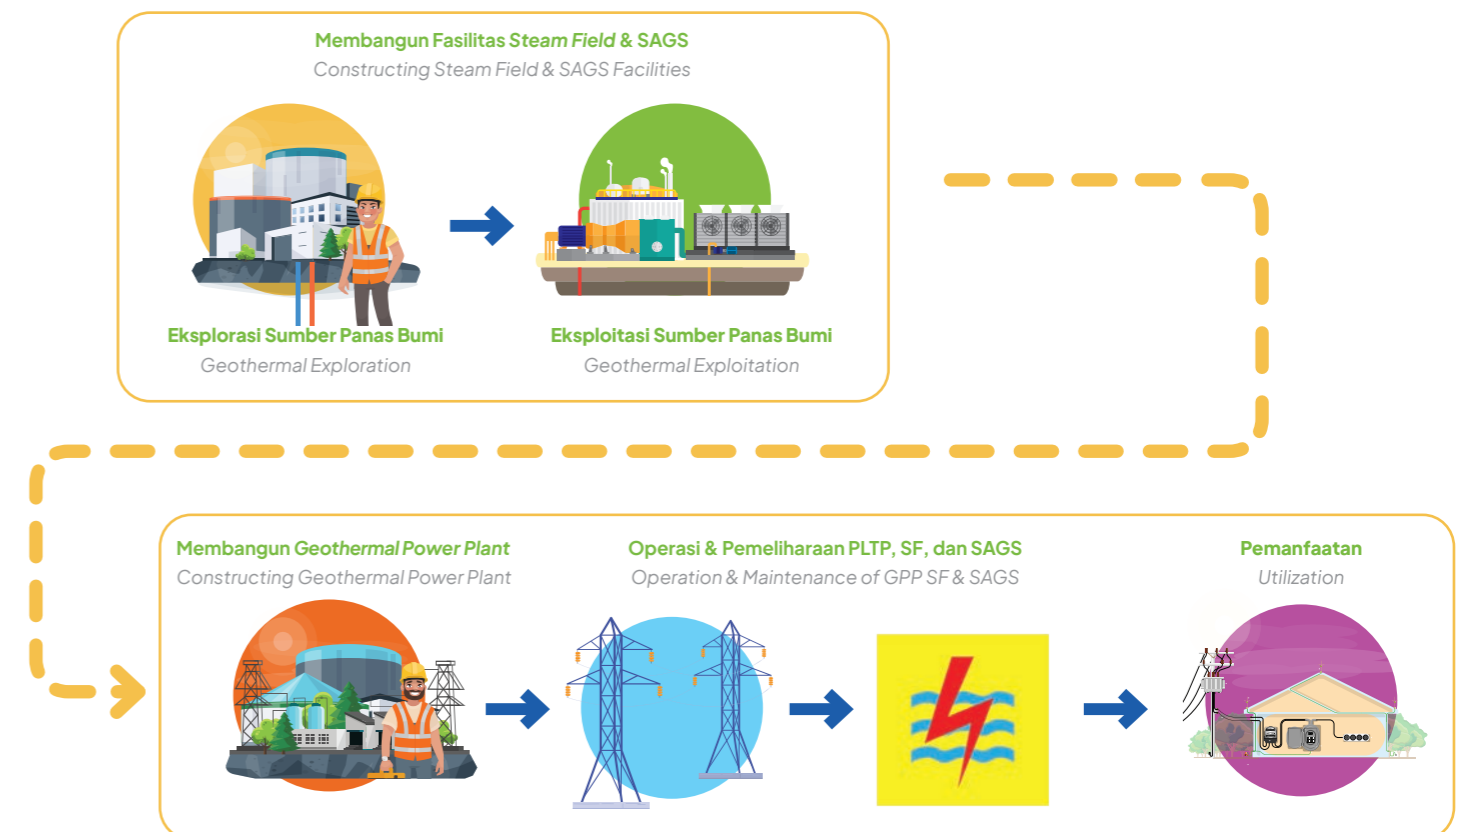 Membangun Fasilitas Steam Field & SAGS
Constructing Steam Field & SAGS Facilities
Eksplorasi Sumber Panas Bumi
Geothermal Exploration
Eksploitasi Sumber Panas Bumi
Geothermal Exploitation
Membangun Geothermal Power Plant
Constructing Geothermal Power Plant
Operasi & Pemeliharaan PLTP, SF, dan SAGS
Operation & Maintenance of GPP SF & SAGS
Pemanfaatan
Utilization